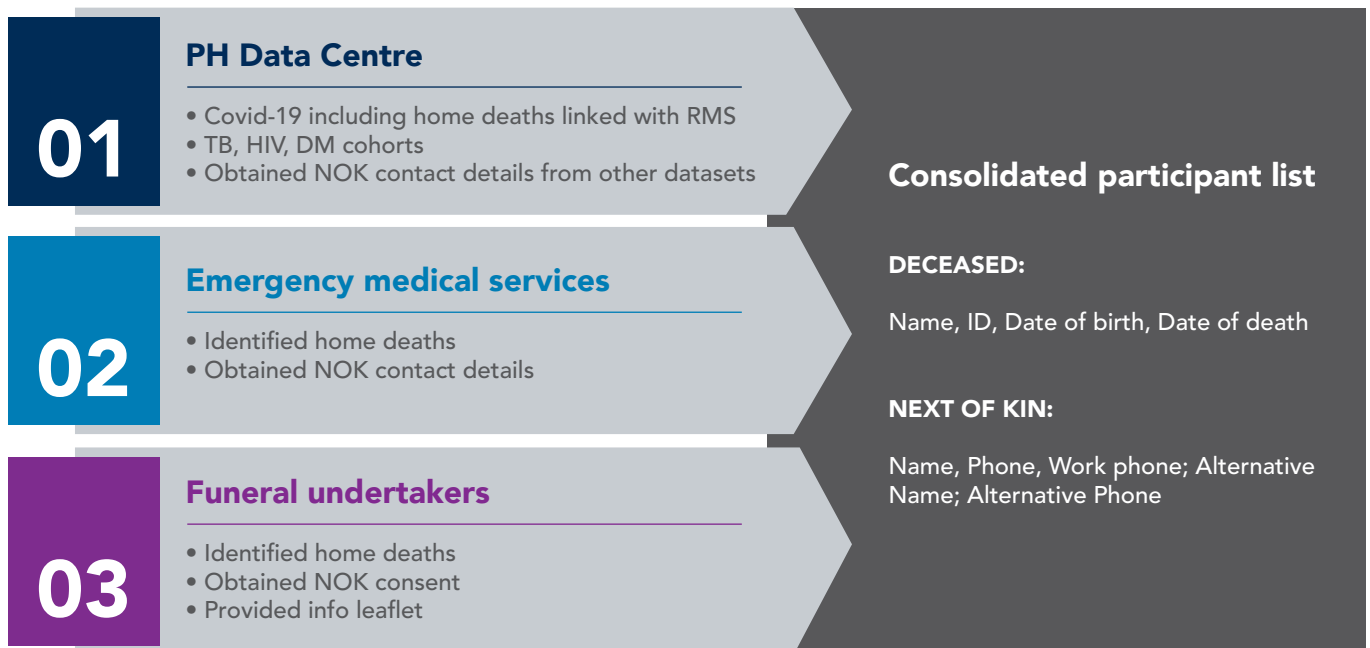 01
PH Data Centre
• Covid-19 including home deaths linked with RMS
• TB, HIV, DM cohorts
• Obtained NOK contact details from other datasets
02
Emergency medical services
• Identified home deaths
• Obtained NOK contact details
03
Funeral undertakers
• Identified home deaths
• Obtained NOK consent
• Provided info leaflet
Consolidated participant list
DECEASED:
Name, ID, Date of birth, Date of death
NEXT OF KIN:
Name, Phone, Work phone; Alternative
Name; Alternative Phone